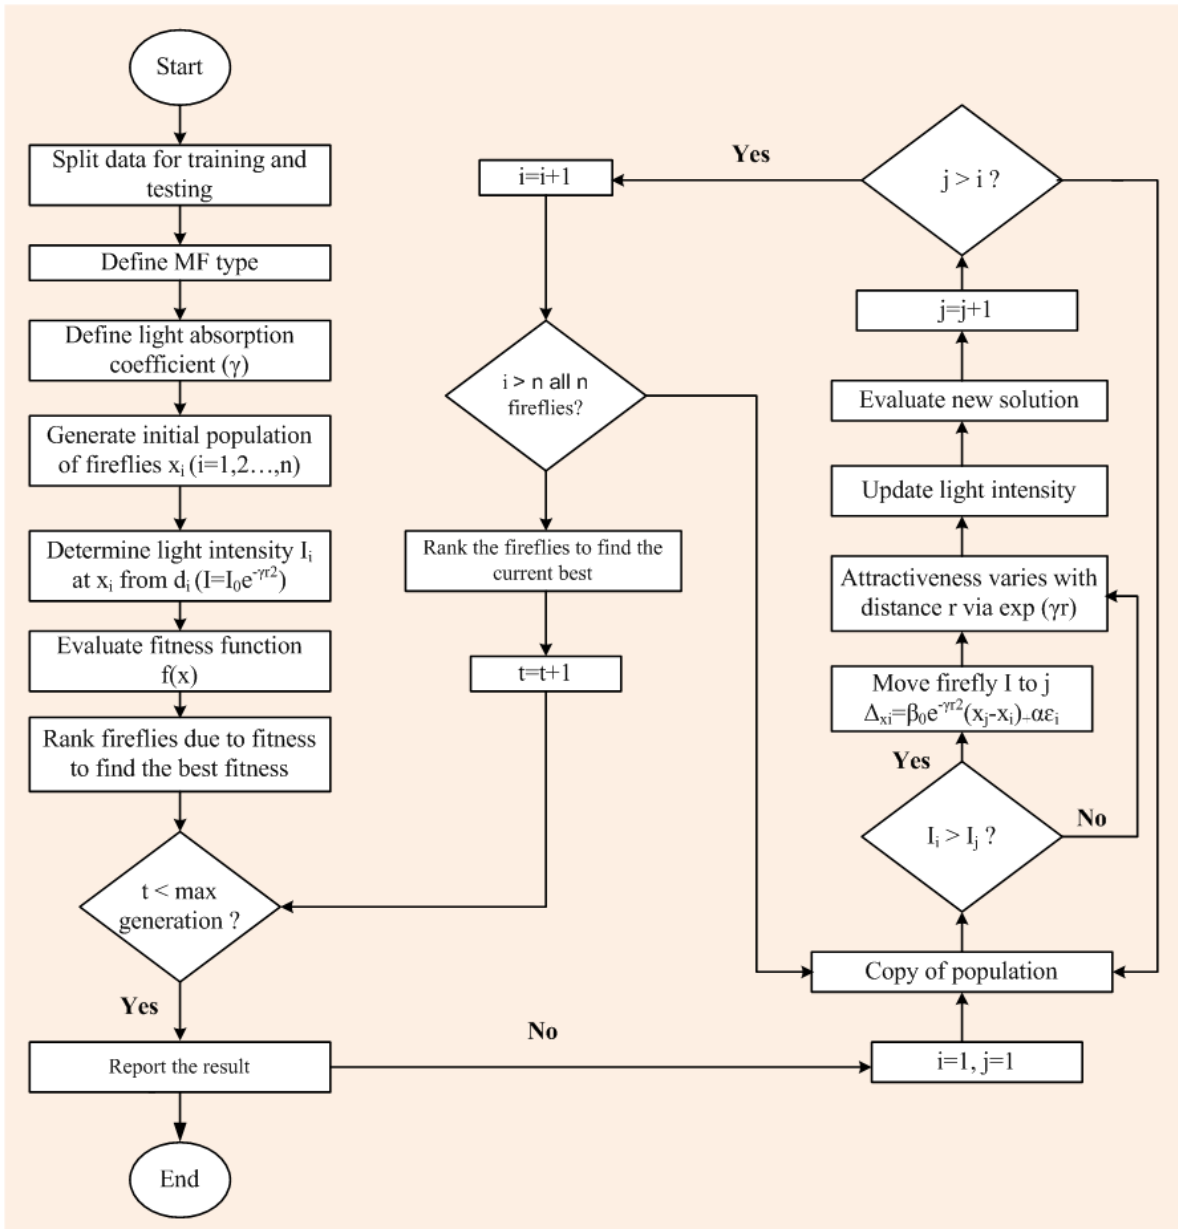 Start
Split data for training and
testing
Define MF type
Define light absorption
coefficient (γ)
Generate initial population
of fireflies xᵢ (i=1,2…,n)
Determine light intensity Iᵢ
at xᵢ from dᵢ (I=I₀e⁻ᵞʳ²)
Evaluate fitness function
f(x)
Rank fireflies due to fitness
to find the best fitness
t < max
generation ?
Yes
Report the result
End
No
i=i+1
i > n all n
fireflies?
Rank the fireflies to find the
current best
t=t+1
Yes
j > i ?
j=j+1
Evaluate new solution
Update light intensity
Attractiveness varies with
distance r via exp (γr)
Move firefly I to j
Δₓᵢ=β₀e⁻ᵞʳ²(xⱼ-xᵢ)₊αεᵢ
Yes
Iᵢ > Iⱼ ?
No
Copy of population
i=1, j=1